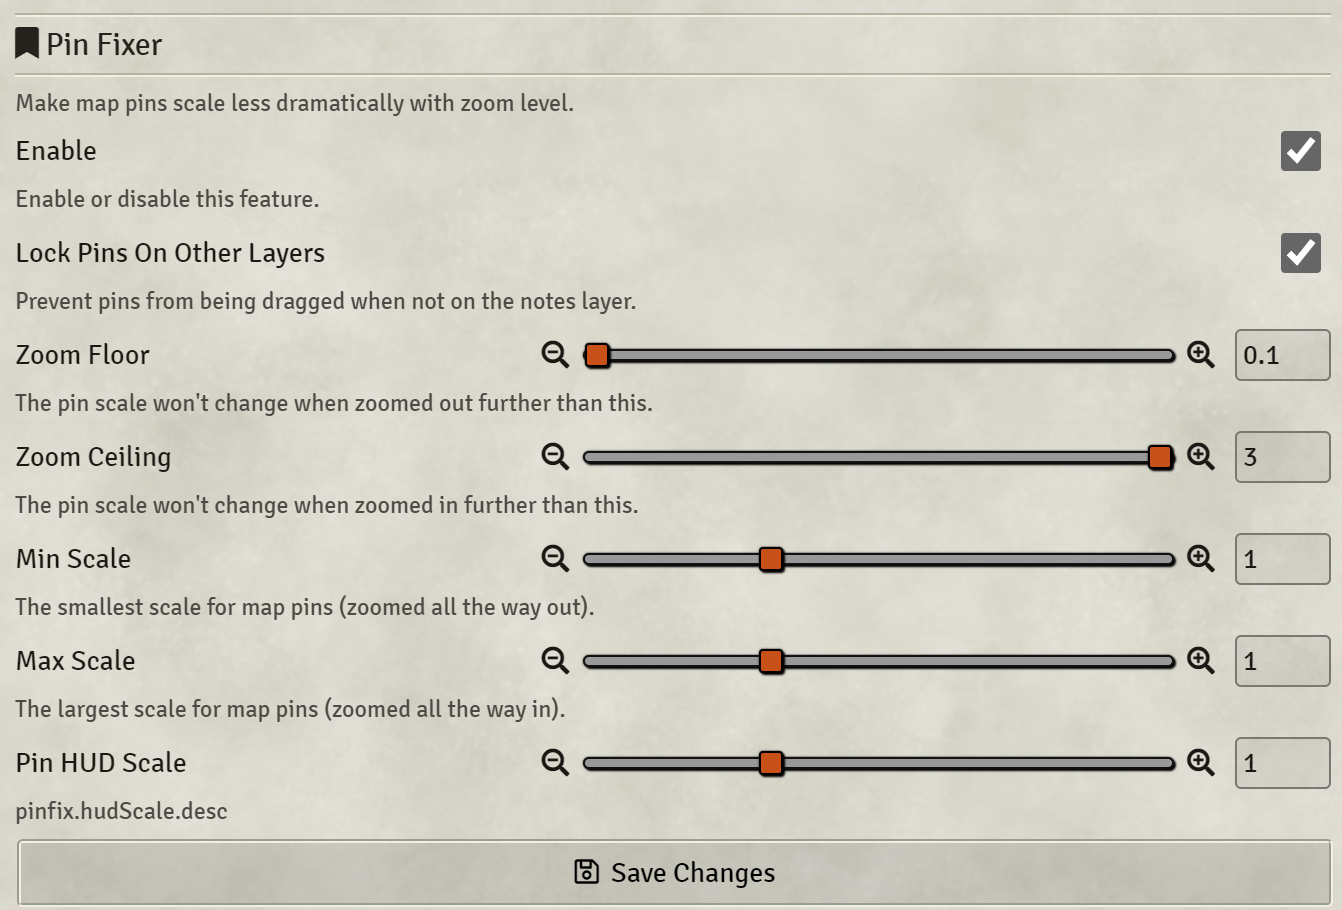 Pin Fixer
Make map pins scale less dramatically with zoom level.
Enable
Enable or disable this feature.
Lock Pins On Other Layers
Prevent pins from being dragged when not on the notes layer.
Zoom Floor 0.1
The pin scale won't change when zoomed out further than this.
Zoom Ceiling 3
The pin scale won't change when zoomed in further than this.
Min Scale 1
The smallest scale for map pins (zoomed all the way out).
Max Scale 1
The largest scale for map pins (zoomed all the way in).
Pin HUD Scale 1
pinfix.hudScale.desc
Save Changes